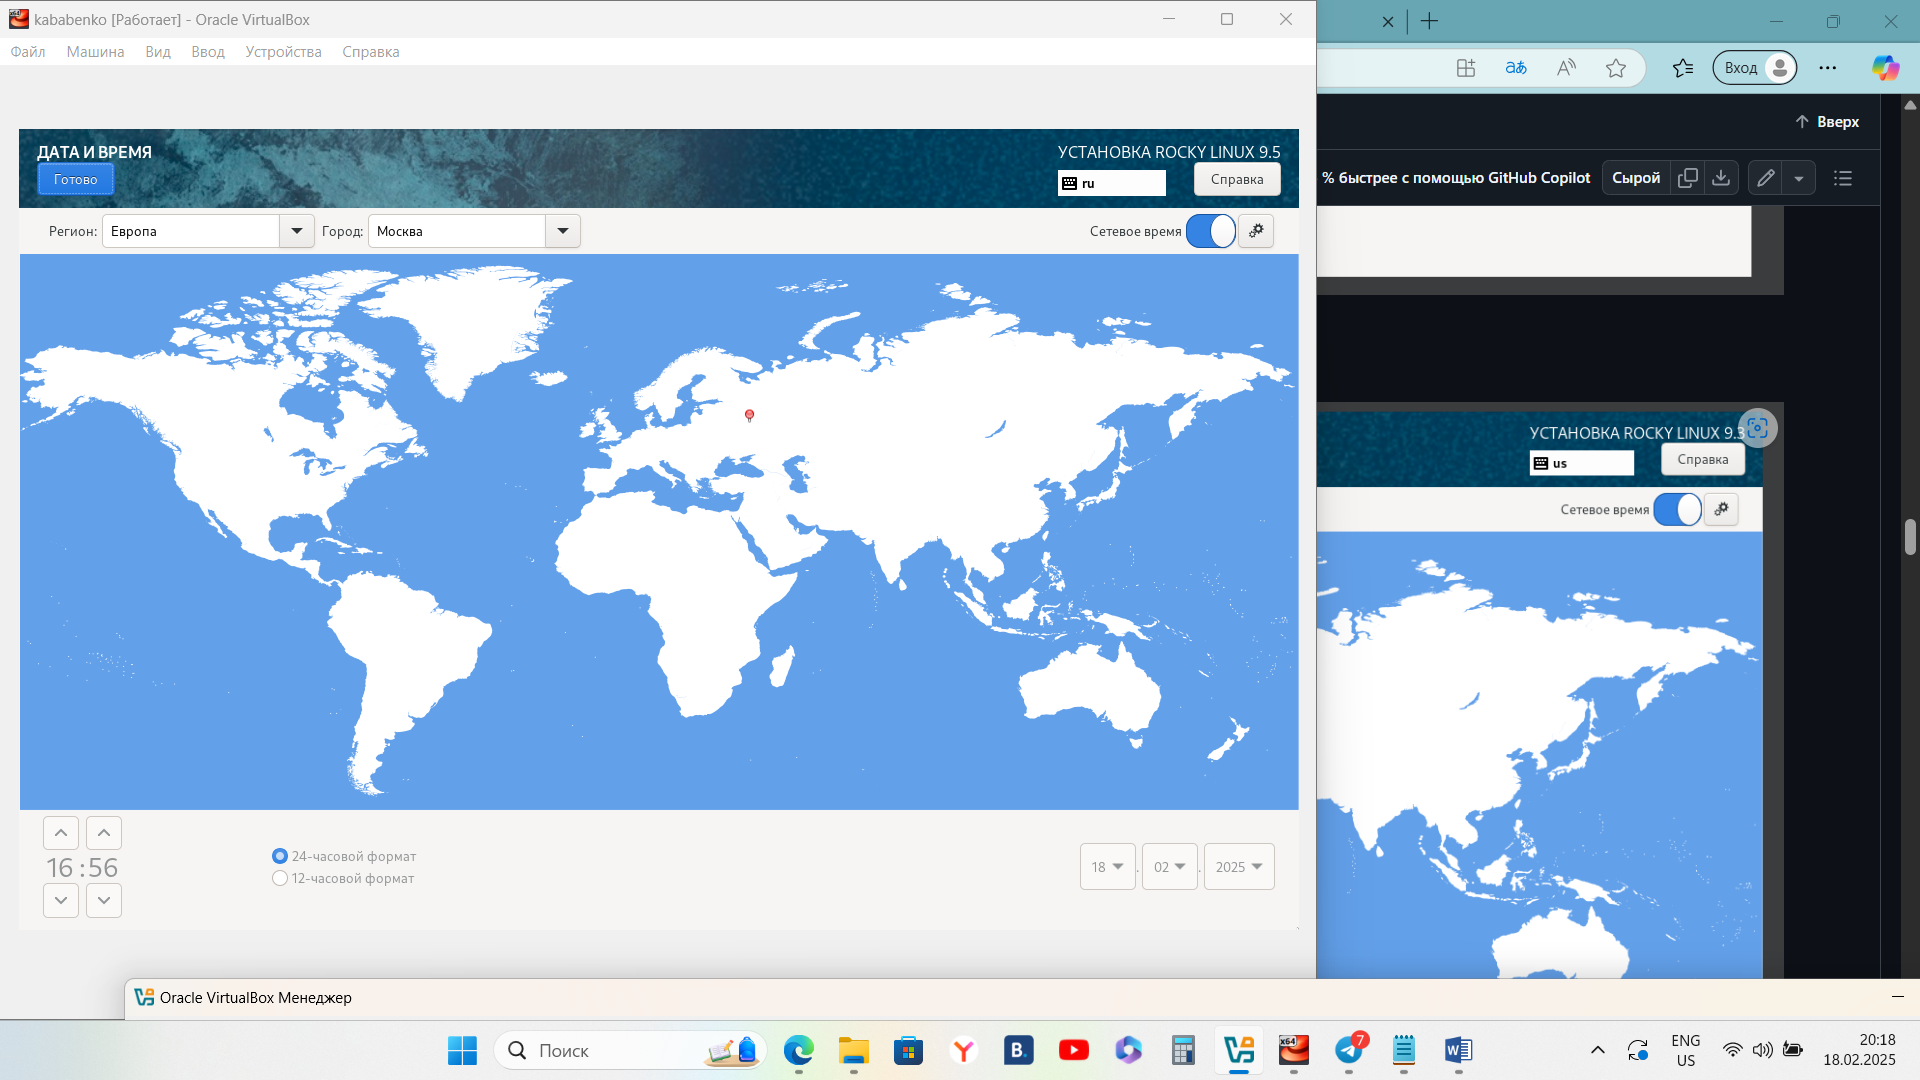 kababenko [Работает] - Oracle VirtualBox
Файл Машина Вид Ввод Устройства Справка
ДАТА И ВРЕМЯ
Готово
УСТАНОВКА ROCKY LINUX 9.5
ru
Справка
Регион: Европа Город: Москва Сетевое время
16:56
24-часовой формат
12-часовой формат
18 . 02 . 2025
Вход
Вверх
% быстрее с помощью GitHub Copilot Сырой
УСТАНОВКА ROCKY LINUX 9.3
us
Справка
Сетевое время
Oracle VirtualBox Менеджер
Поиск
B.
x64
7
ENG
US
20:18
18.02.2025